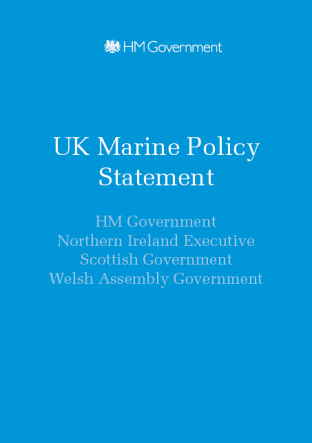 HM Government
UK Marine Policy
Statement
HM Government
Northern Ireland Executive
Scottish Government
Welsh Assembly Government